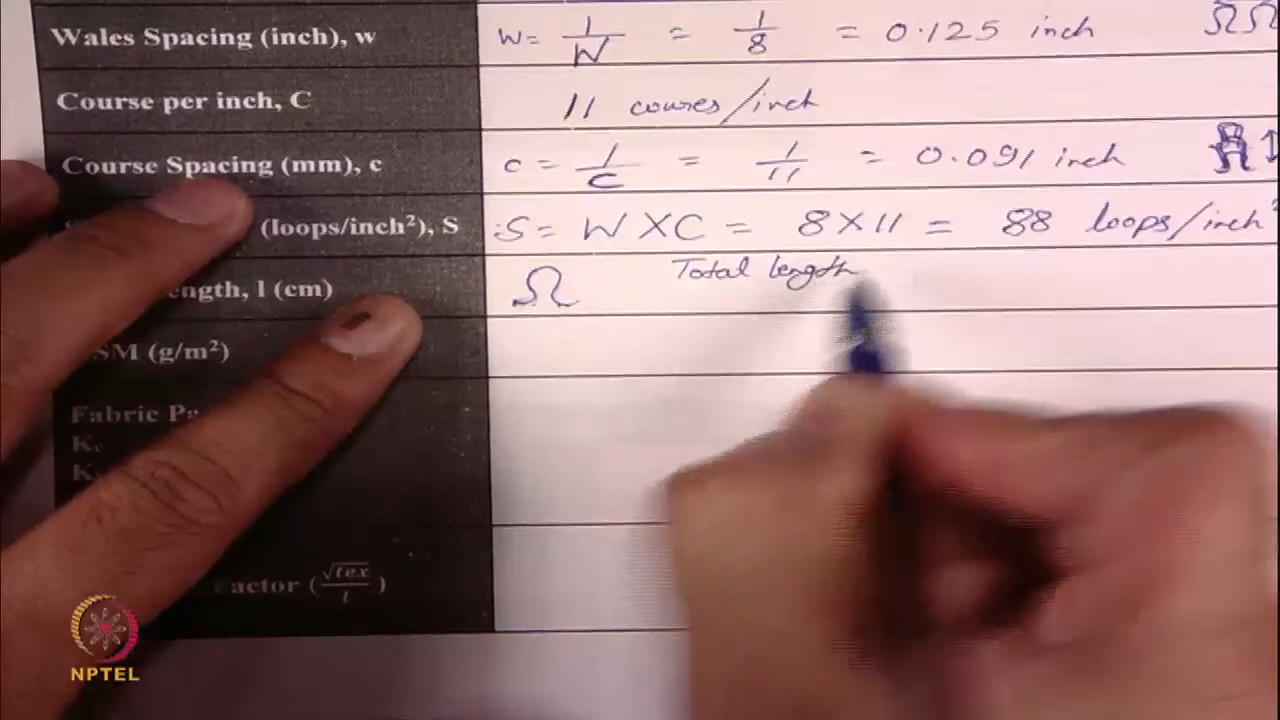 Wales Spacing (inch), w W= 1/W = 1/8 = 0.125 inch
Course per inch, C 11 courses/inch
Course Spacing (mm), c c = 1/C = 1/11 = 0.091 inch
(loops/inch²), S S = W X C = 8 X 11 = 88 loops/inch²
ength, l (cm) Ω Total length
SM (g/m²)
Fabric Pa
K
K
Factor (√tex/l)
NPTEL